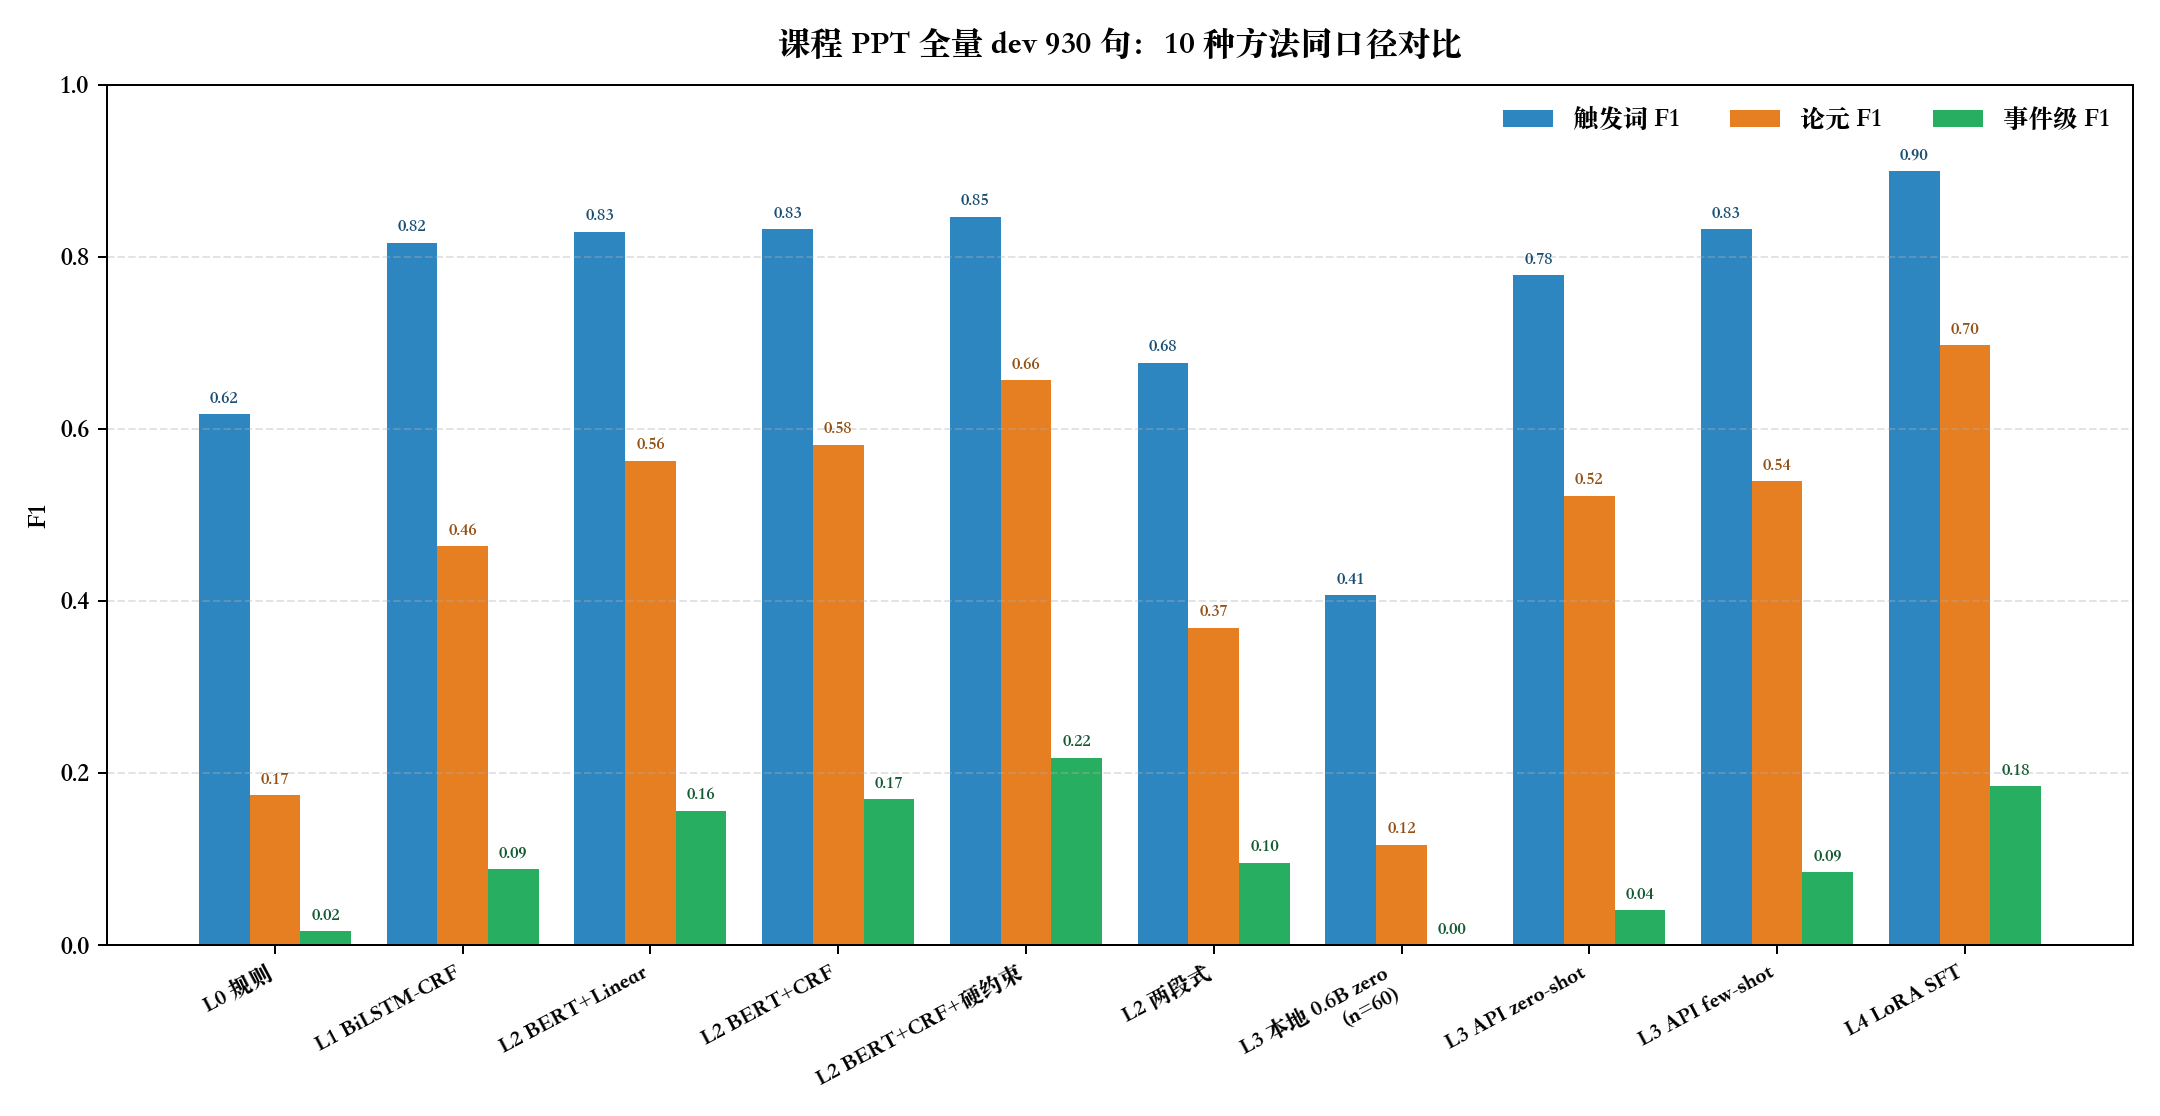 课程 PPT 全量 dev 930 句：10 种方法同口径对比
触发词 F1
论元 F1
事件级 F1
F1
1.0
0.8
0.6
0.4
0.2
0.0
0.62
0.17
0.02
0.82
0.46
0.09
0.83
0.56
0.16
0.83
0.58
0.17
0.85
0.66
0.22
0.68
0.37
0.10
0.41
0.12
0.00
0.78
0.52
0.04
0.83
0.54
0.09
0.90
0.70
0.18
L0 规则
L1 BiLSTM-CRF
L2 BERT+Linear
L2 BERT+CRF
L2 BERT+CRF+硬约束
L2 两段式
L3 本地 0.6B zero
(n=60)
L3 API zero-shot
L3 API few-shot
L4 LoRA SFT